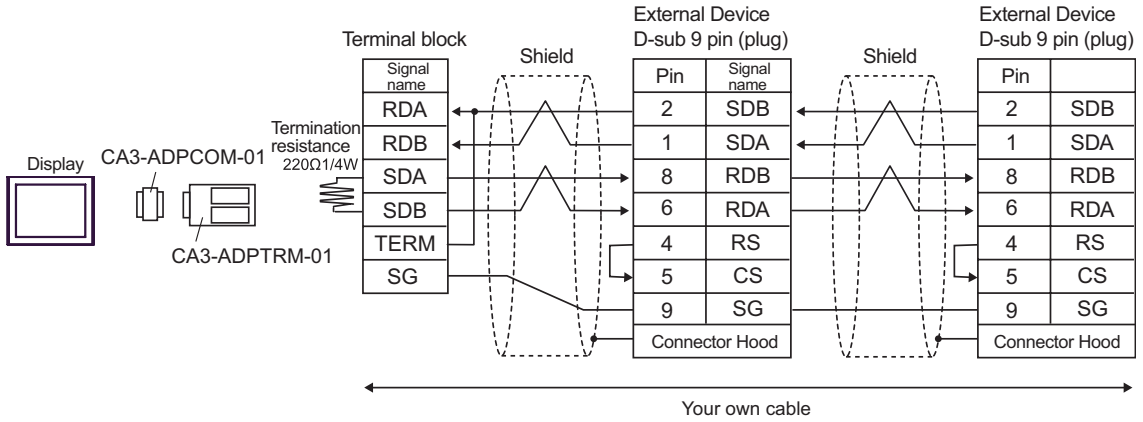 External Device
D-sub 9 pin (plug)
External Device
D-sub 9 pin (plug)
Terminal block
Shield
Shield
Signal name
Pin Signal name
Pin
RDA 2 SDB 2 SDB
RDB 1 SDA 1 SDA
SDA 8 RDB 8 RDB
SDB 6 RDA 6 RDA
TERM 4 RS 4 RS
SG 5 CS 5 CS
9 SG 9 SG
Connector Hood Connector Hood
Termination
resistance
220Ω1/4W
Display
CA3-ADPCOM-01
CA3-ADPTRM-01
Your own cable